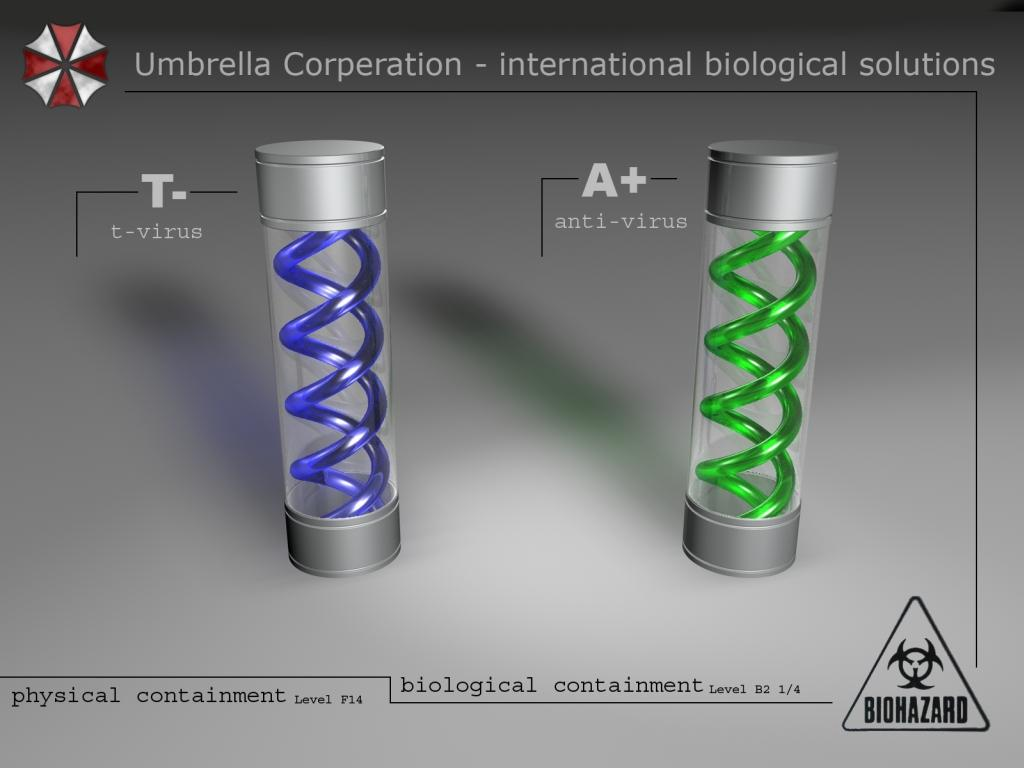 Umbrella Corperation - international biological solutions
T-
t-virus
A+
anti-virus
physical containment Level F14
biological containment Level B2 1/4
BIOHAZARD